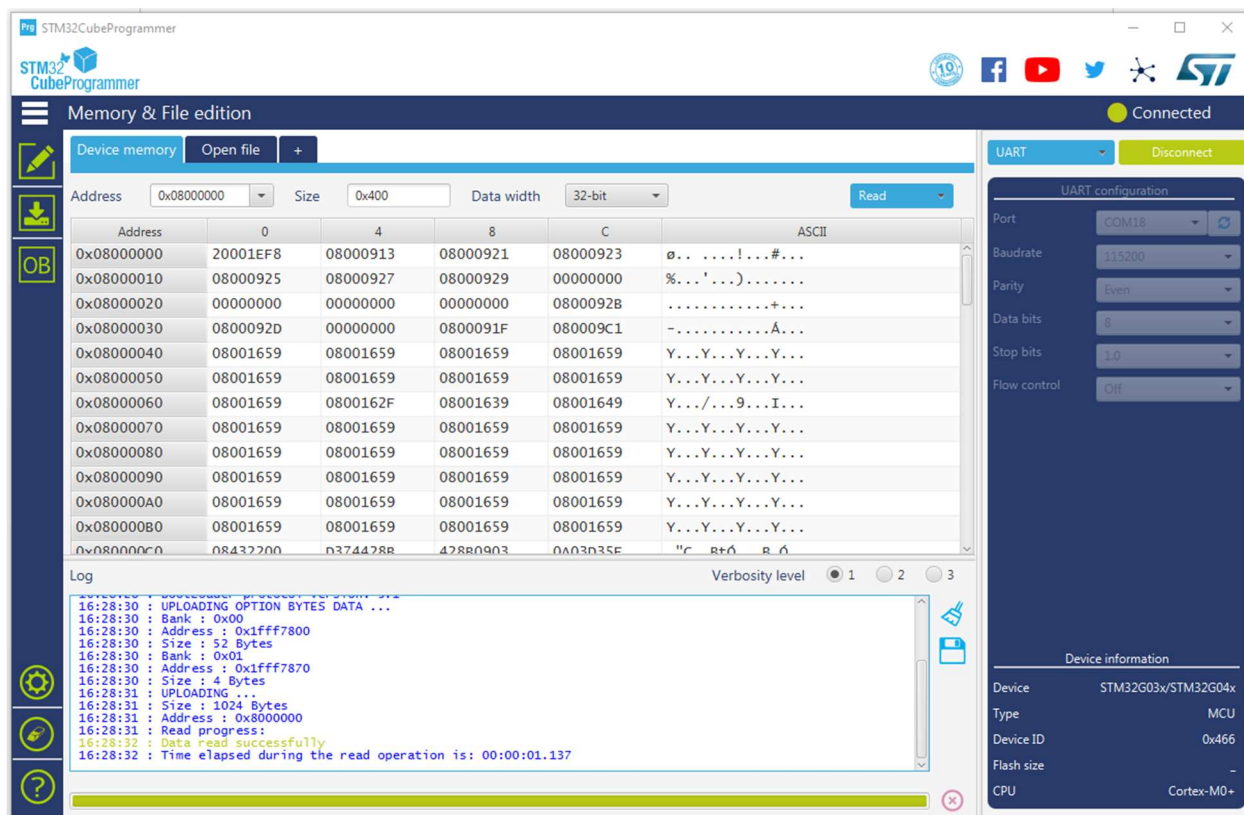 Prg STM32CubeProgrammer
STM32
CubeProgrammer
10
Memory & File edition
Connected
Device memory Open file +
Address 0x08000000 Size 0x400 Data width 32-bit Read
Address 0 4 8 C ASCII
0x08000000 20001EF8 08000913 08000921 08000923 ø.. ....!...#...
0x08000010 08000925 08000927 08000929 00000000 %...'...).......
0x08000020 00000000 00000000 00000000 0800092B ............+...
0x08000030 0800092D 00000000 0800091F 080009C1 -...........Á...
0x08000040 08001659 08001659 08001659 08001659 Y...Y...Y...Y...
0x08000050 08001659 08001659 08001659 08001659 Y...Y...Y...Y...
0x08000060 08001659 0800162F 08001639 08001649 Y.../...9...I...
0x08000070 08001659 08001659 08001659 08001659 Y...Y...Y...Y...
0x08000080 08001659 08001659 08001659 08001659 Y...Y...Y...Y...
0x08000090 08001659 08001659 08001659 08001659 Y...Y...Y...Y...
0x080000A0 08001659 08001659 08001659 08001659 Y...Y...Y...Y...
0x080000B0 08001659 08001659 08001659 08001659 Y...Y...Y...Y...
0x080000C0 08432200 D374428B 428B0903
OB
Log Verbosity level 1 2 3
16:28:30 : UPLOADING OPTION BYTES DATA ...
16:28:30 : Bank : 0x00
16:28:30 : Address : 0x1fff7800
16:28:30 : Size : 52 Bytes
16:28:30 : Bank : 0x01
16:28:30 : Address : 0x1fff7870
16:28:30 : Size : 4 Bytes
16:28:31 : UPLOADING ...
16:28:31 : Size : 1024 Bytes
16:28:31 : Address : 0x8000000
16:28:31 : Read progress:
16:28:32 : Data read successfully
16:28:32 : Time elapsed during the read operation is: 00:00:01.137
UART Disconnect
UART configuration
Port COM18
Baudrate 115200
Parity Even
Data bits 8
Stop bits 1.0
Flow control Off
Device information
Device STM32G03x/STM32G04x
Type MCU
Device ID 0x466
Flash size _
CPU Cortex-M0+